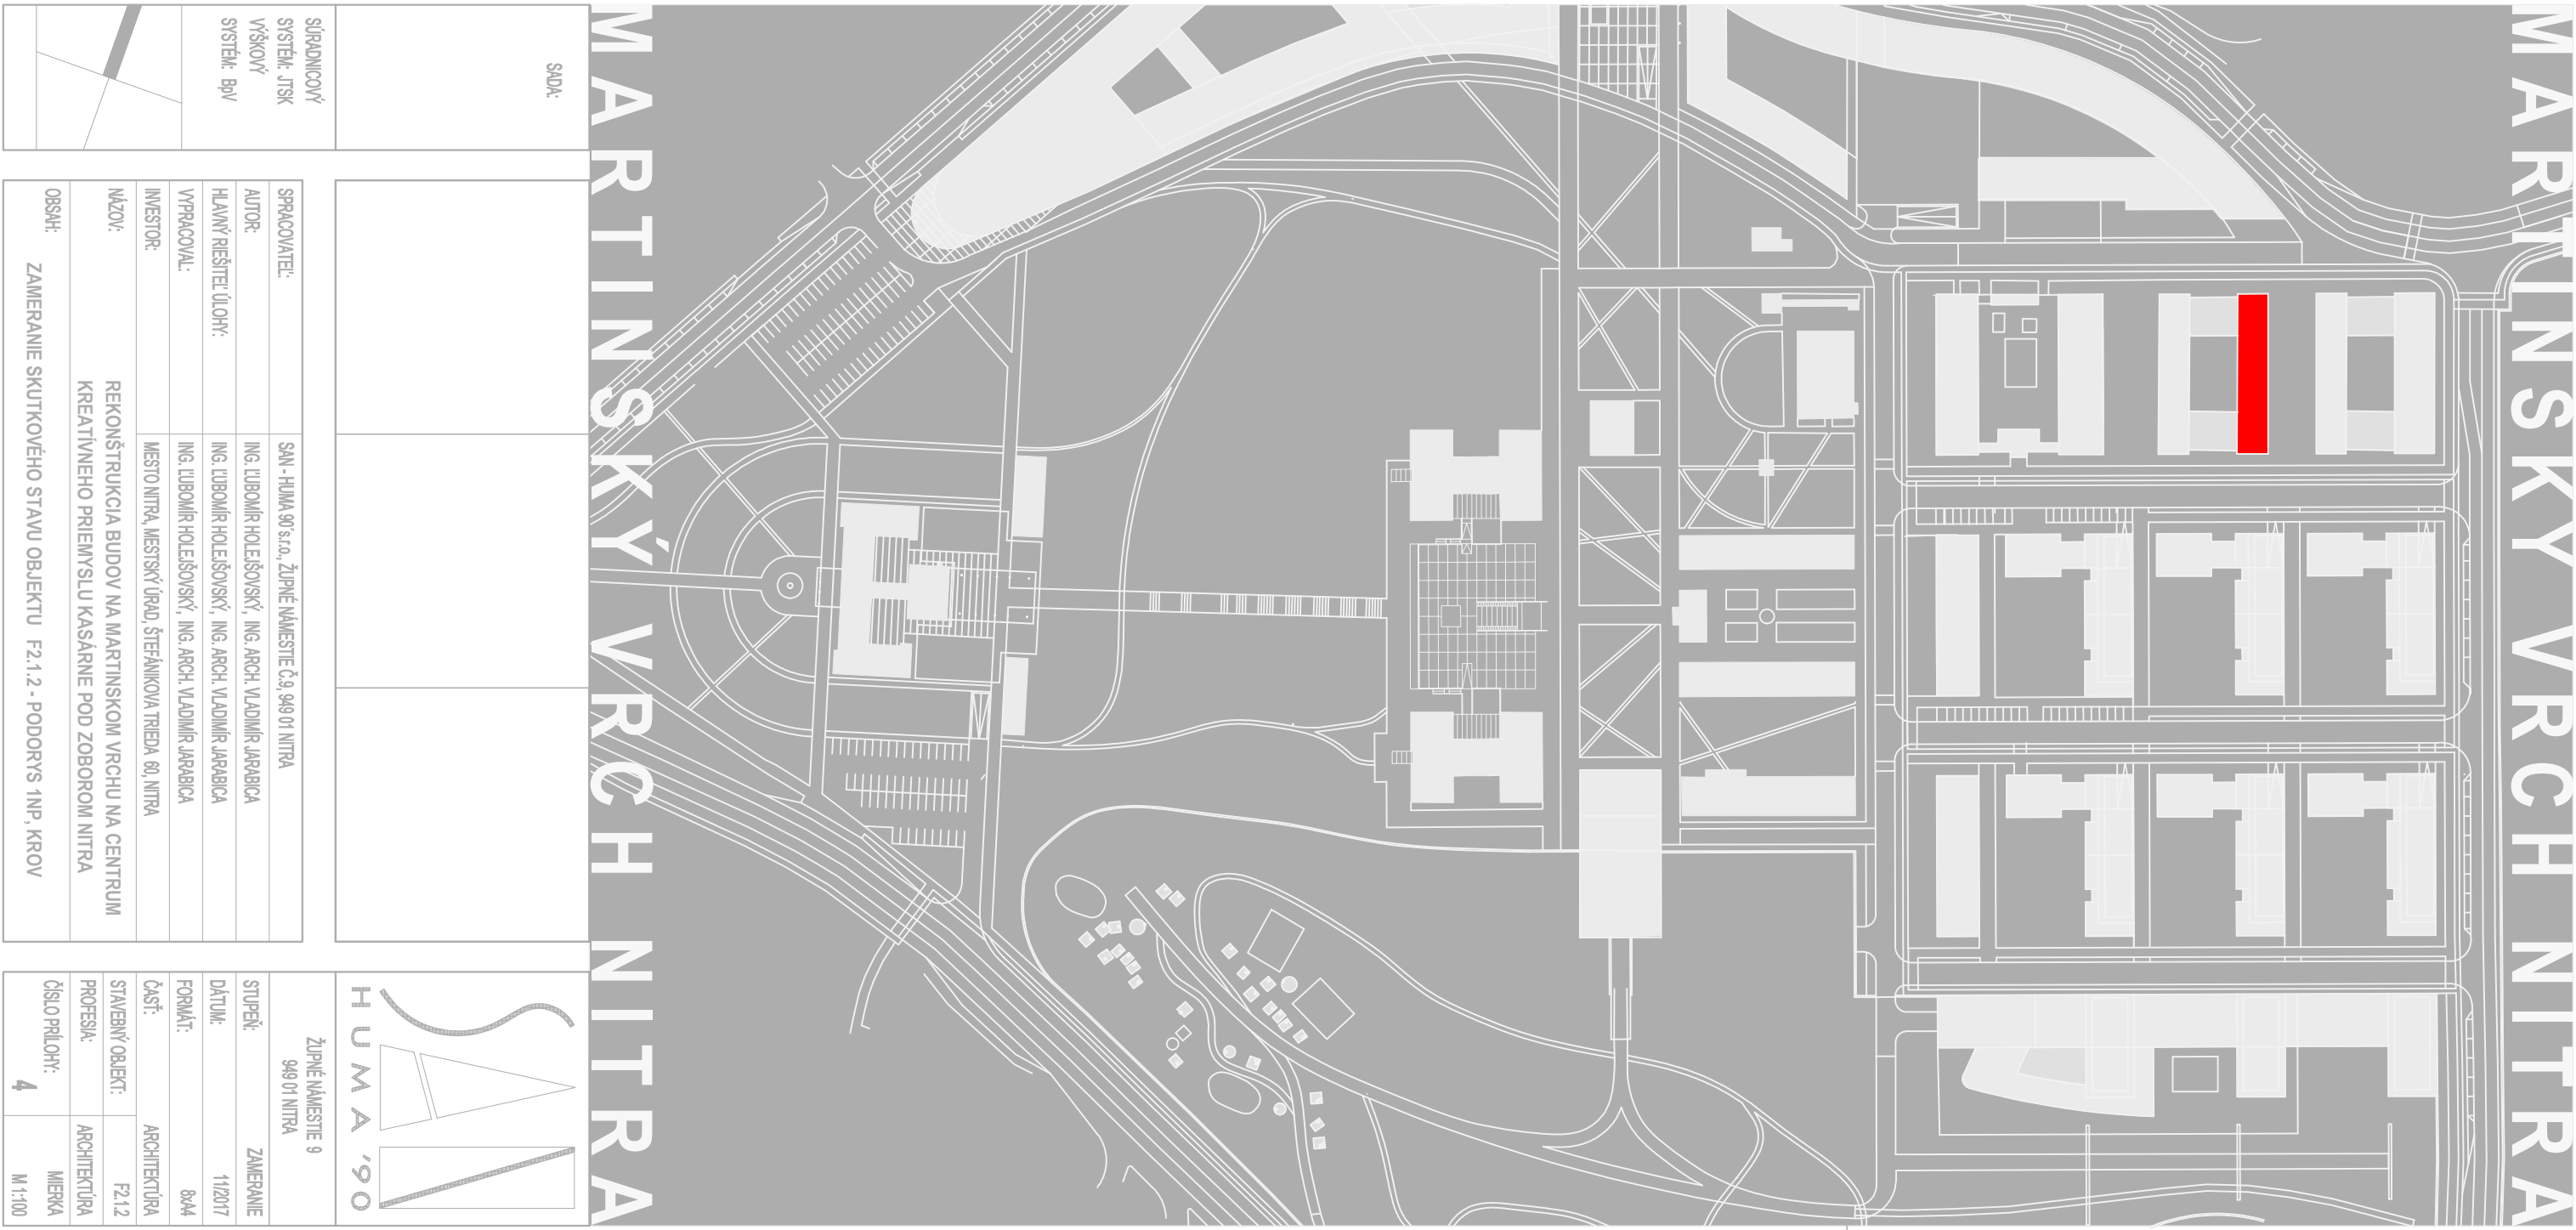 MARTINSKÝ VRCH NITRA
MARTINSKÝ VRCH NITRA
SADA:
SÚRADNICOVÝ
SYSTÉM: JTSK
VÝŠKOVÝ
SYSTÉM: BpV
SPRACOVATEĽ: SAN - HUMA 90´s.r.o., ŽUPNÉ NÁMESTIE Č.9, 949 01 NITRA
AUTOR: ING. ĽUBOMÍR HOLEJŠOVSKÝ, ING. ARCH. VLADIMÍR JARABICA
HLAVNÝ RIEŠITEĽ ÚLOHY: ING. ĽUBOMÍR HOLEJŠOVSKÝ, ING. ARCH. VLADIMÍR JARABICA
VYPRACOVAL: ING. ĽUBOMÍR HOLEJŠOVSKÝ, ING. ARCH. VLADIMÍR JARABICA
INVESTOR: MESTO NITRA, MESTSKÝ ÚRAD, ŠTEFÁNIKOVA TRIEDA 60, NITRA
NÁZOV: REKONŠTRUKCIA BUDOV NA MARTINSKOM VRCHU NA CENTRUM
KREATÍVNEHO PRIEMYSLU KASÁRNE POD ZOBOROM NITRA
OBSAH: ZAMERANIE SKUTKOVÉHO STAVU OBJEKTU F2.1.2 - PODORYS 1NP, KROV
HUMA '90
ŽUPNÉ NÁMESTIE 9
949 01 NITRA
STUPEŇ: ZAMERANIE
DÁTUM: 11/2017
FORMÁT: 8xA4
ČASŤ: ARCHITEKTÚRA
STAVEBNÝ OBJEKT: F2.1.2
PROFESIA: ARCHITEKTÚRA
ČÍSLO PRÍLOHY: MIERKA
4 M 1:100